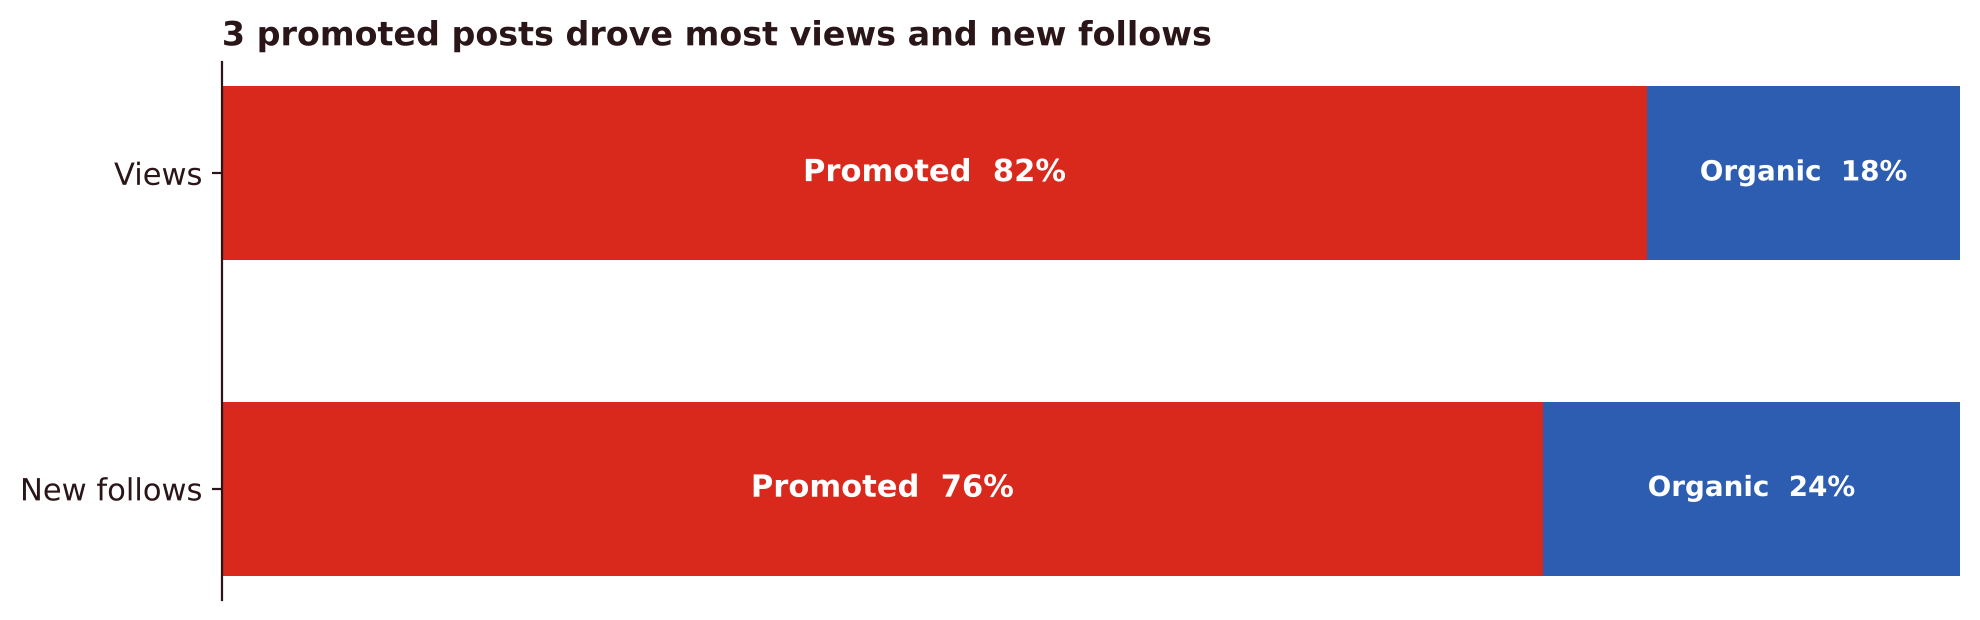 3 promoted posts drove most views and new follows
Views
Promoted 82%
Organic 18%
New follows
Promoted 76%
Organic 24%